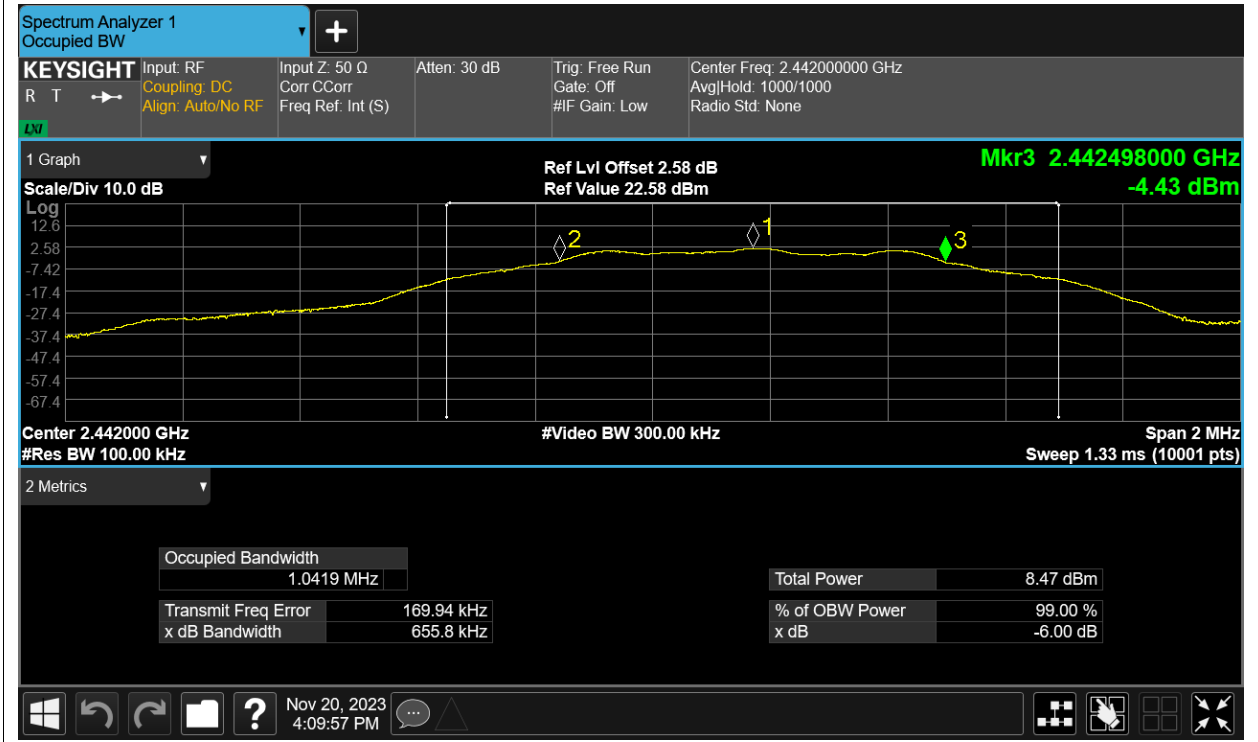 Spectrum Analyzer 1
Occupied BW
▼
+
KEYSIGHT
R T
LXI
Input: RF
Coupling: DC
Align: Auto/No RF
Input Z: 50 Ω
Corr CCorr
Freq Ref: Int (S)
Atten: 30 dB
Trig: Free Run
Gate: Off
#IF Gain: Low
Center Freq: 2.442000000 GHz
Avg|Hold: 1000/1000
Radio Std: None
1 Graph ▼
Scale/Div 10.0 dB
Ref Lvl Offset 2.58 dB
Ref Value 22.58 dBm
Mkr3 2.442498000 GHz
-4.43 dBm
Log
12.6
2.58
-7.42
-17.4
-27.4
-37.4
-47.4
-57.4
-67.4
2
1
3
Center 2.442000 GHz
#Res BW 100.00 kHz
#Video BW 300.00 kHz
Span 2 MHz
Sweep 1.33 ms (10001 pts)
2 Metrics ▼
Occupied Bandwidth
1.0419 MHz
Transmit Freq Error 169.94 kHz
x dB Bandwidth 655.8 kHz
Total Power 8.47 dBm
% of OBW Power 99.00 %
x dB -6.00 dB
?
Nov 20, 2023
4:09:57 PM